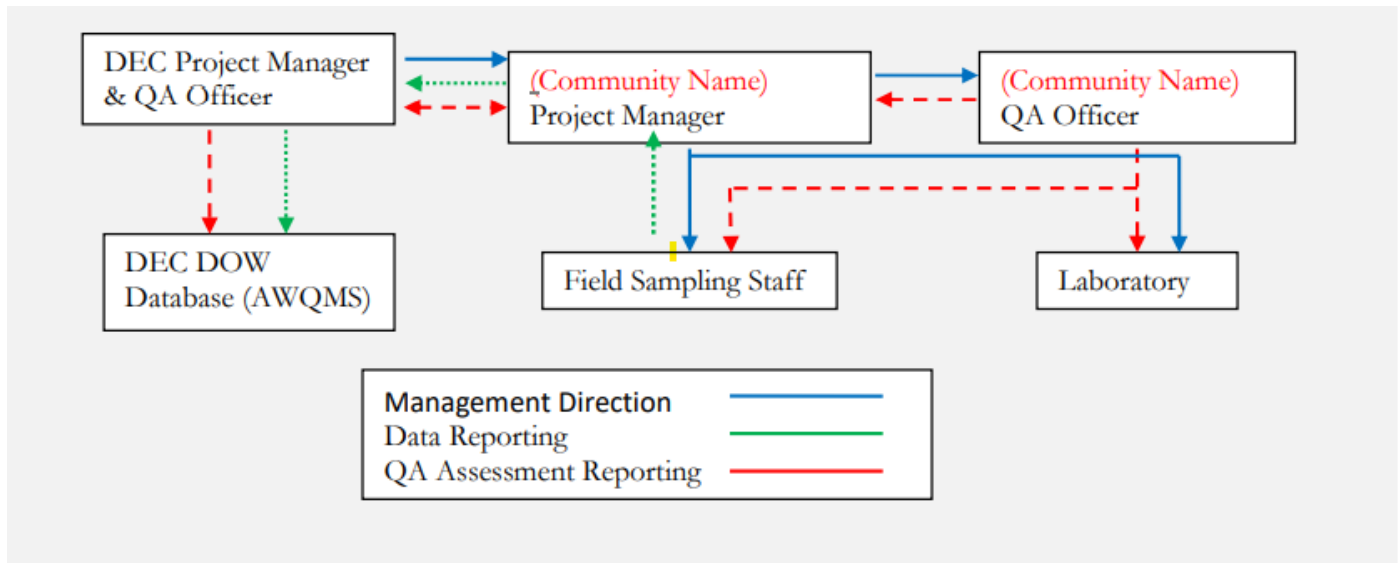 DEC Project Manager
& QA Officer
(Community Name)
Project Manager
(Community Name)
QA Officer
DEC DOW
Database (AWQMS)
Field Sampling Staff
Laboratory
Management Direction
Data Reporting
QA Assessment Reporting